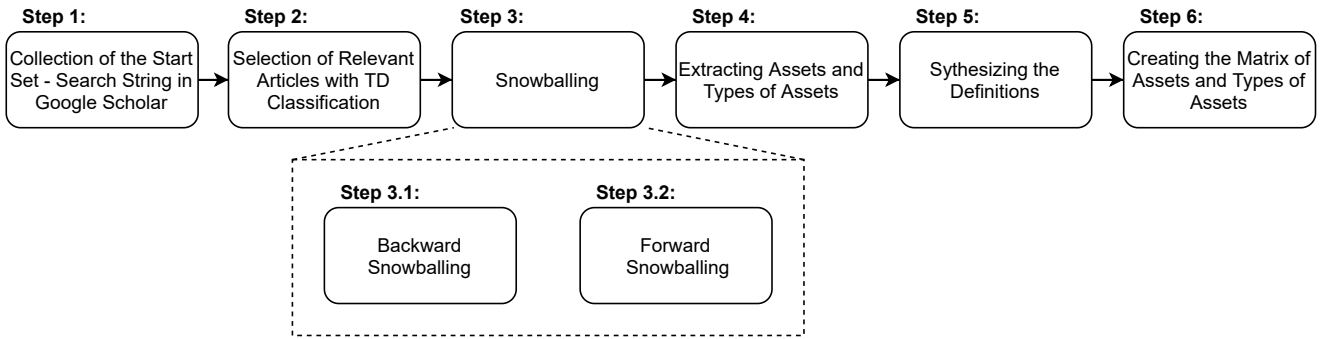 Step 1:
Collection of the Start
Set - Search String in
Google Scholar
Step 2:
Selection of Relevant
Articles with TD
Classification
Step 3:
Snowballing
Step 4:
Extracting Assets and
Types of Assets
Step 5:
Sythesizing the
Definitions
Step 6:
Creating the Matrix of
Assets and Types of
Assets
Step 3.1:
Backward
Snowballing
Step 3.2:
Forward
Snowballing